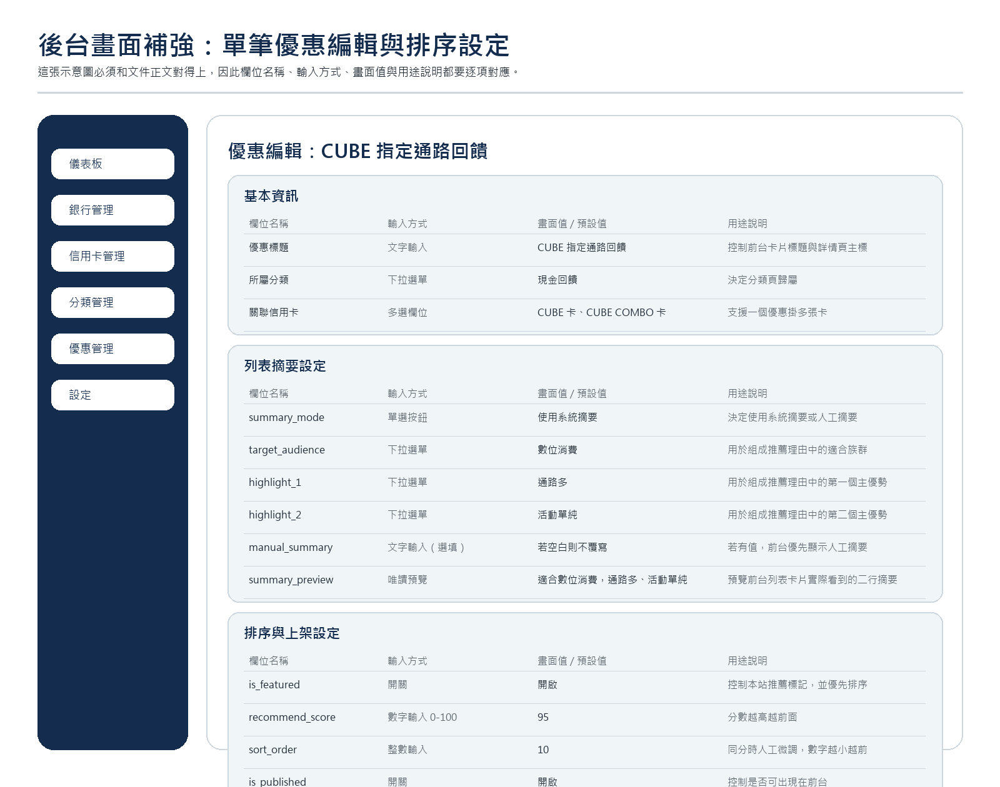 後台畫面補強：單筆優惠編輯與排序設定
這張示意圖必須和文件正文對得上，因此欄位名稱、輸入方式、畫面值與用途說明都要逐項對應。
儀表板
銀行管理
信用卡管理
分類管理
優惠管理
設定
優惠編輯：CUBE 指定通路回饋
基本資訊
欄位名稱 輸入方式 畫面值 / 預設值 用途說明
優惠標題 文字輸入 CUBE 指定通路回饋 控制前台卡片標題與詳情頁主標
所屬分類 下拉選單 現金回饋 決定分類頁歸屬
關聯信用卡 多選欄位 CUBE 卡、CUBE COMBO 卡 支援一個優惠掛多張卡
列表摘要設定
欄位名稱 輸入方式 畫面值 / 預設值 用途說明
summary_mode 單選按鈕 使用系統摘要 決定使用系統摘要或人工摘要
target_audience 下拉選單 數位消費 用於組成推薦理由中的適合族群
highlight_1 下拉選單 通路多 用於組成推薦理由中的第一個主優勢
highlight_2 下拉選單 活動單純 用於組成推薦理由中的第二個主優勢
manual_summary 文字輸入（選填） 若空白則不覆寫 若有值，前台優先顯示人工摘要
summary_preview 唯讀預覽 適合數位消費，通路多、活動單純 預覽前台列表卡片實際看到的二行摘要
排序與上架設定
欄位名稱 輸入方式 畫面值 / 預設值 用途說明
is_featured 開關 開啟 控制本站推薦標記，並優先排序
recommend_score 數字輸入 0-100 95 分數越高越前面
sort_order 整數輸入 10 同分時人工微調，數字越小越前
is_published 開關 開啟 控制是否可出現在前台